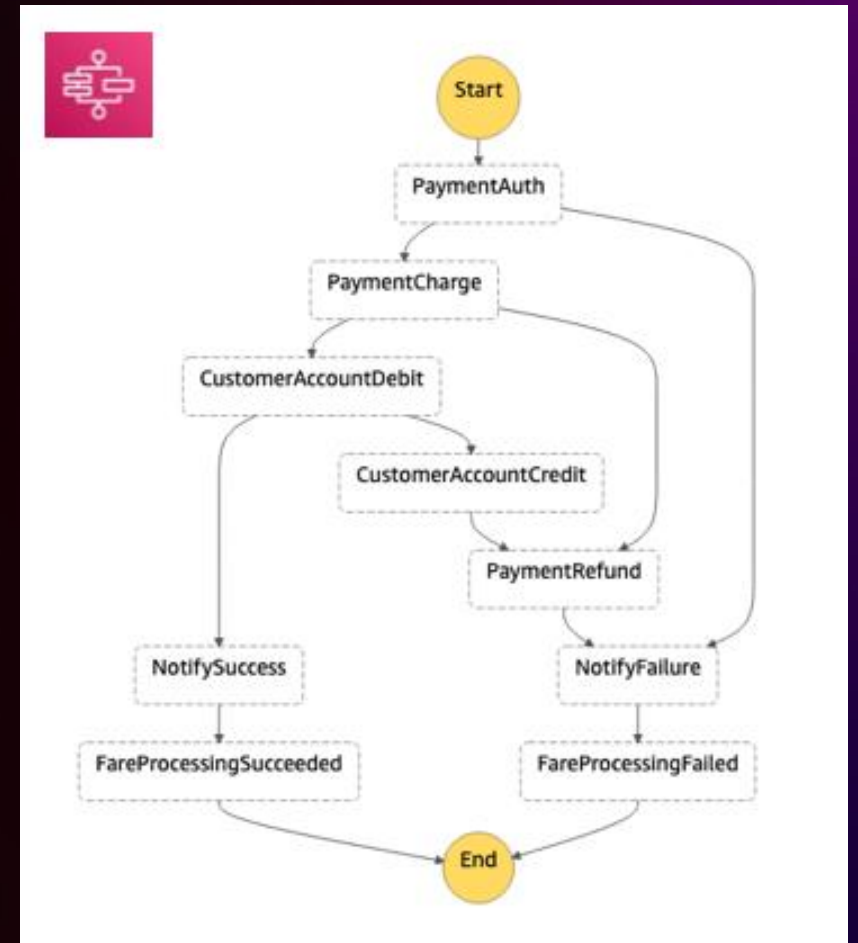 Start
PaymentAuth
PaymentCharge
CustomerAccountDebit
CustomerAccountCredit
PaymentRefund
NotifySuccess
NotifyFailure
FareProcessingSucceeded
FareProcessingFailed
End